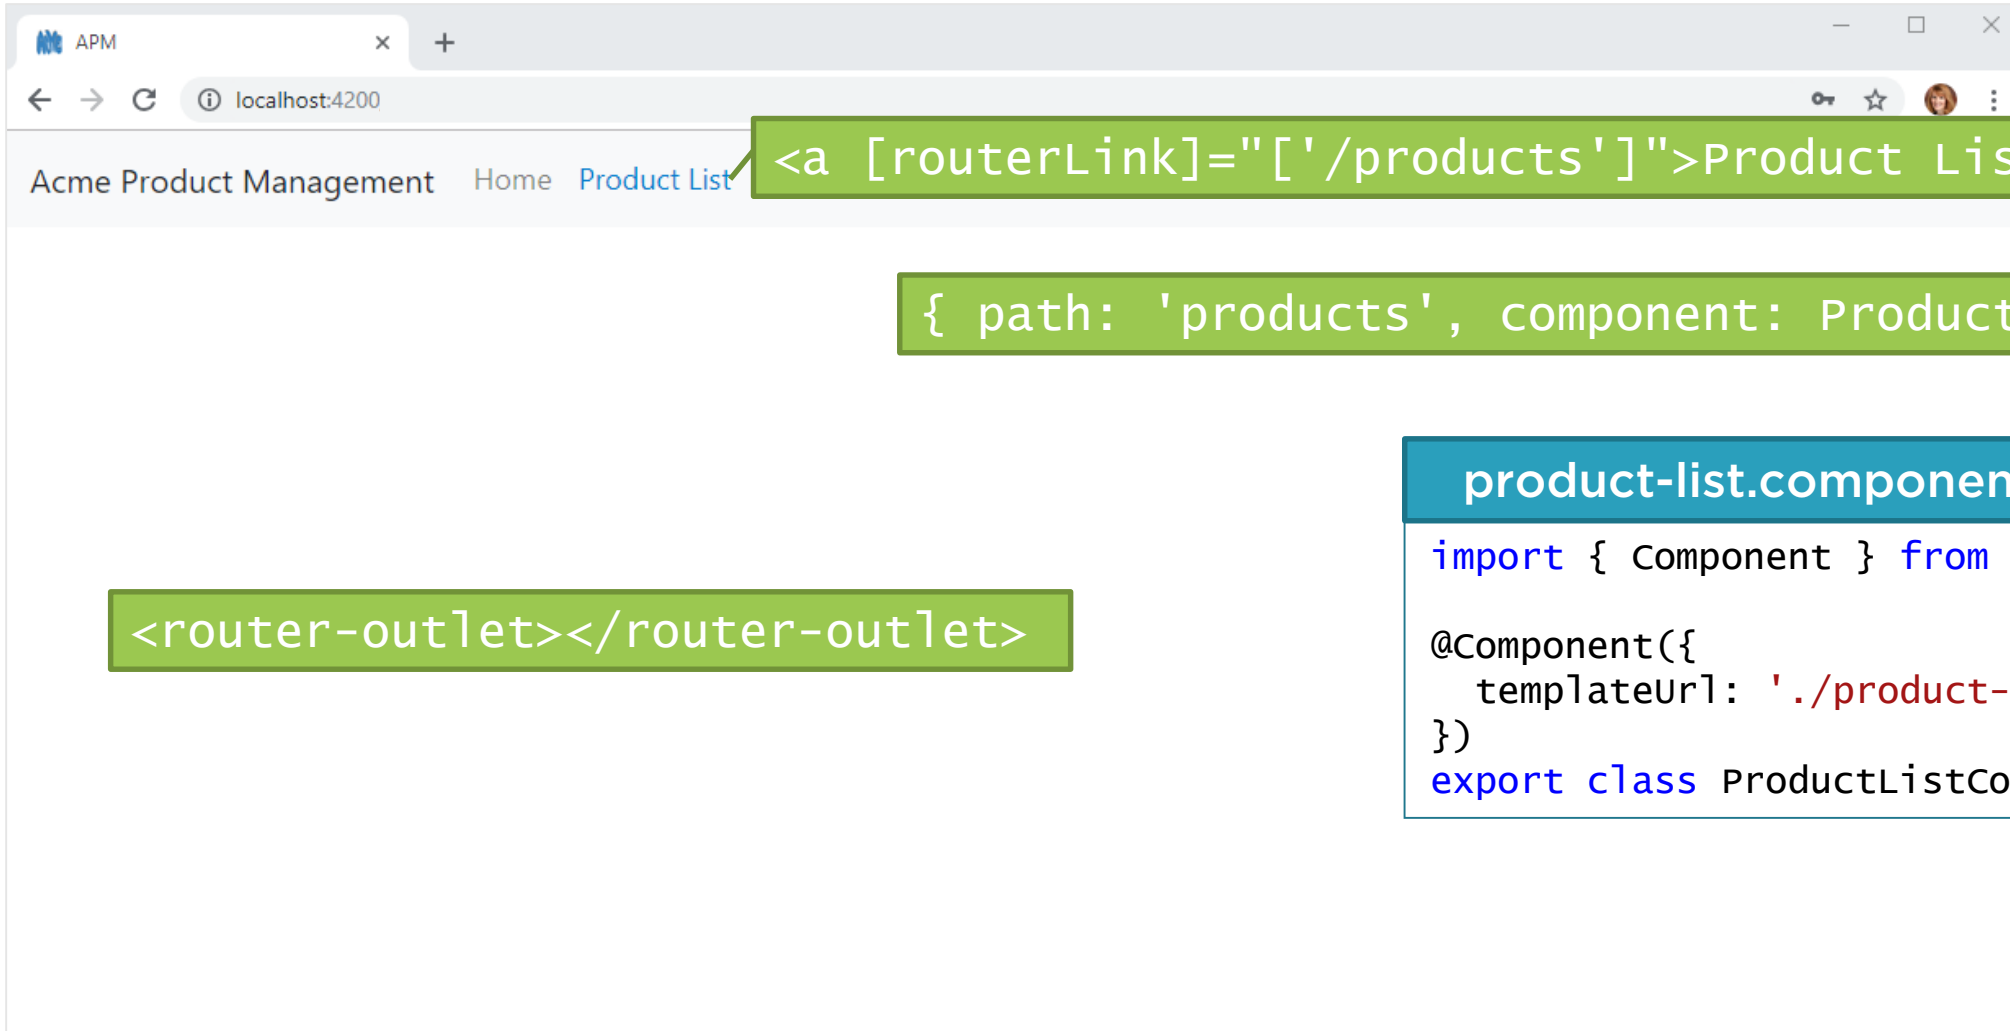 APM
localhost:4200
Acme Product Management Home Product List
<a [routerLink]="['/products']">Product Lis
{ path: 'products', component: Product
product-list.componen
import { Component } from
<router-outlet></router-outlet>
@Component({
templateUrl: './product-
})
export class ProductListCo